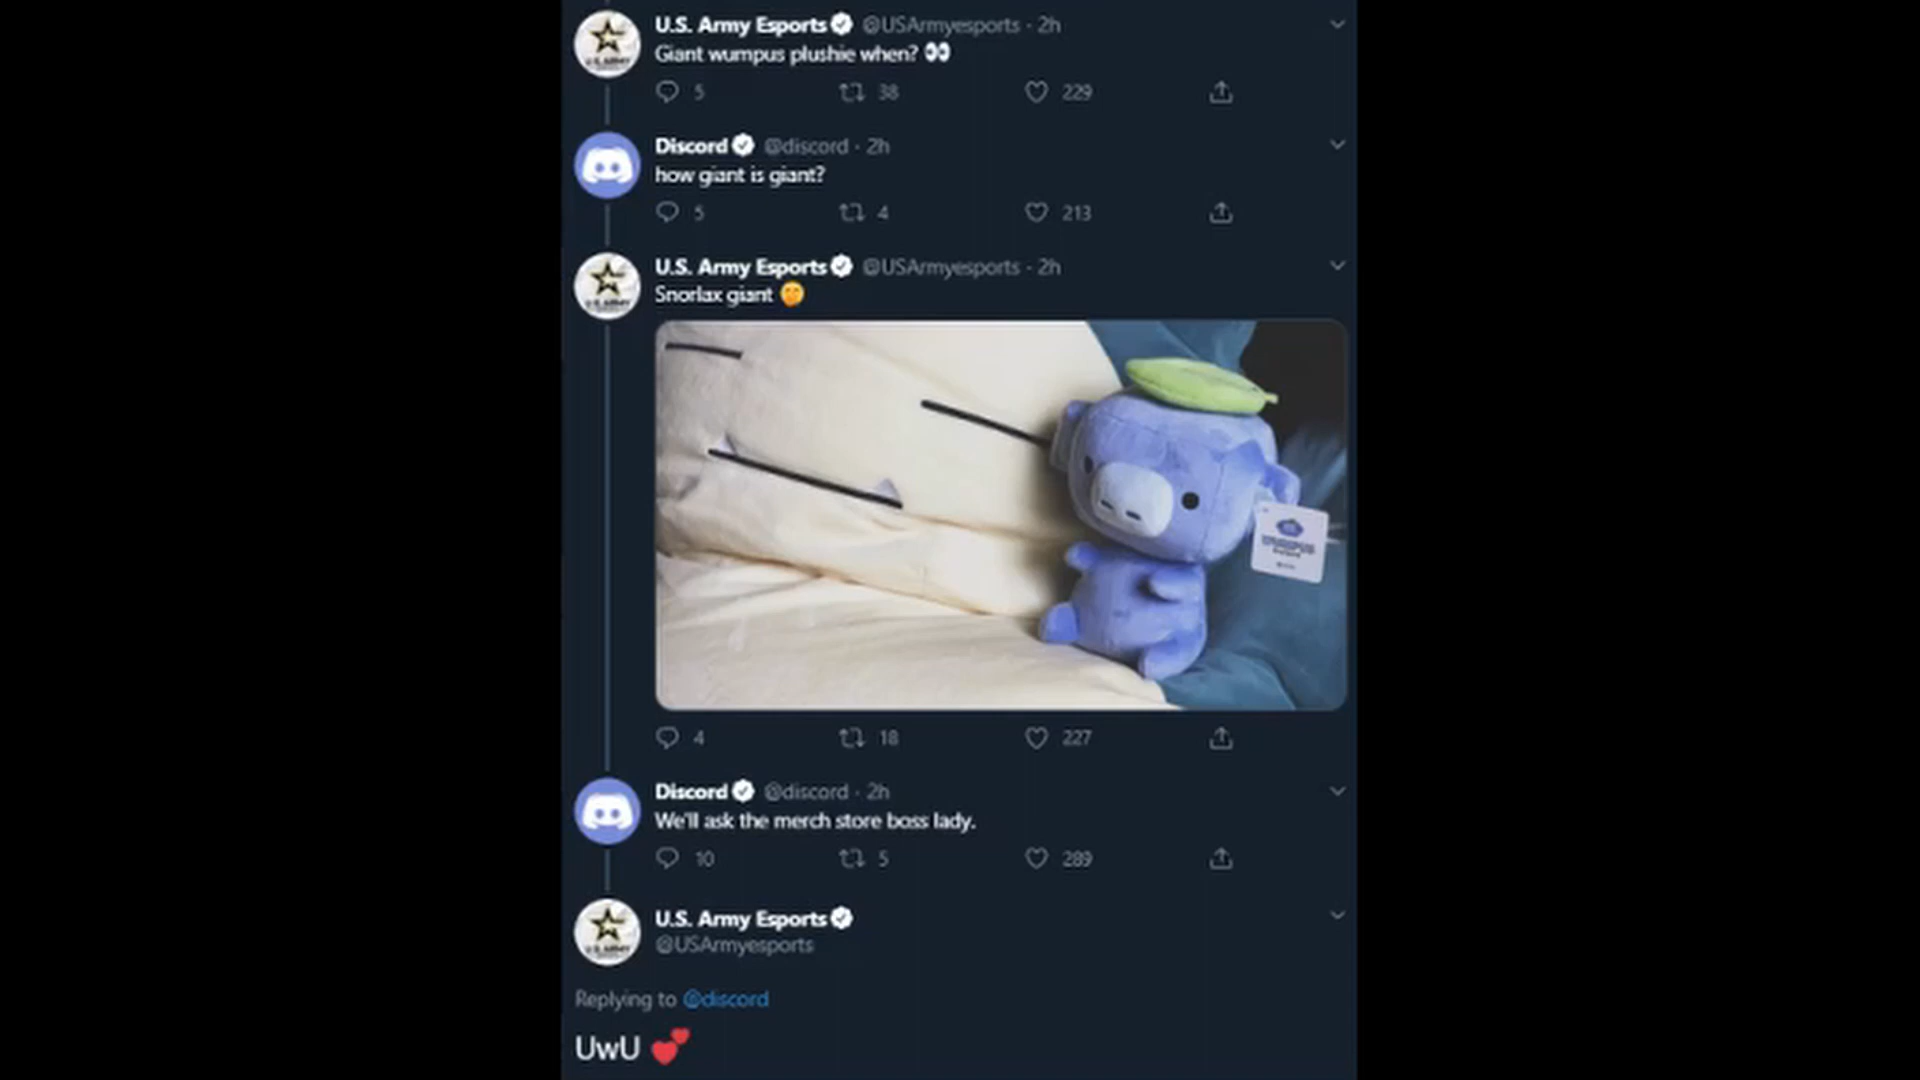 U.S. Army Esports @USArmyesports · 2h
Giant wumpus plushie when? 👀
5 38 229
Discord @discord · 2h
how giant is giant?
5 4 213
U.S. Army Esports @USArmyesports · 2h
Snorlax giant 🤭
4 18 227
Discord @discord · 2h
We'll ask the merch store boss lady.
10 5 289
U.S. Army Esports
@USArmyesports
Replying to @discord
UwU 💕